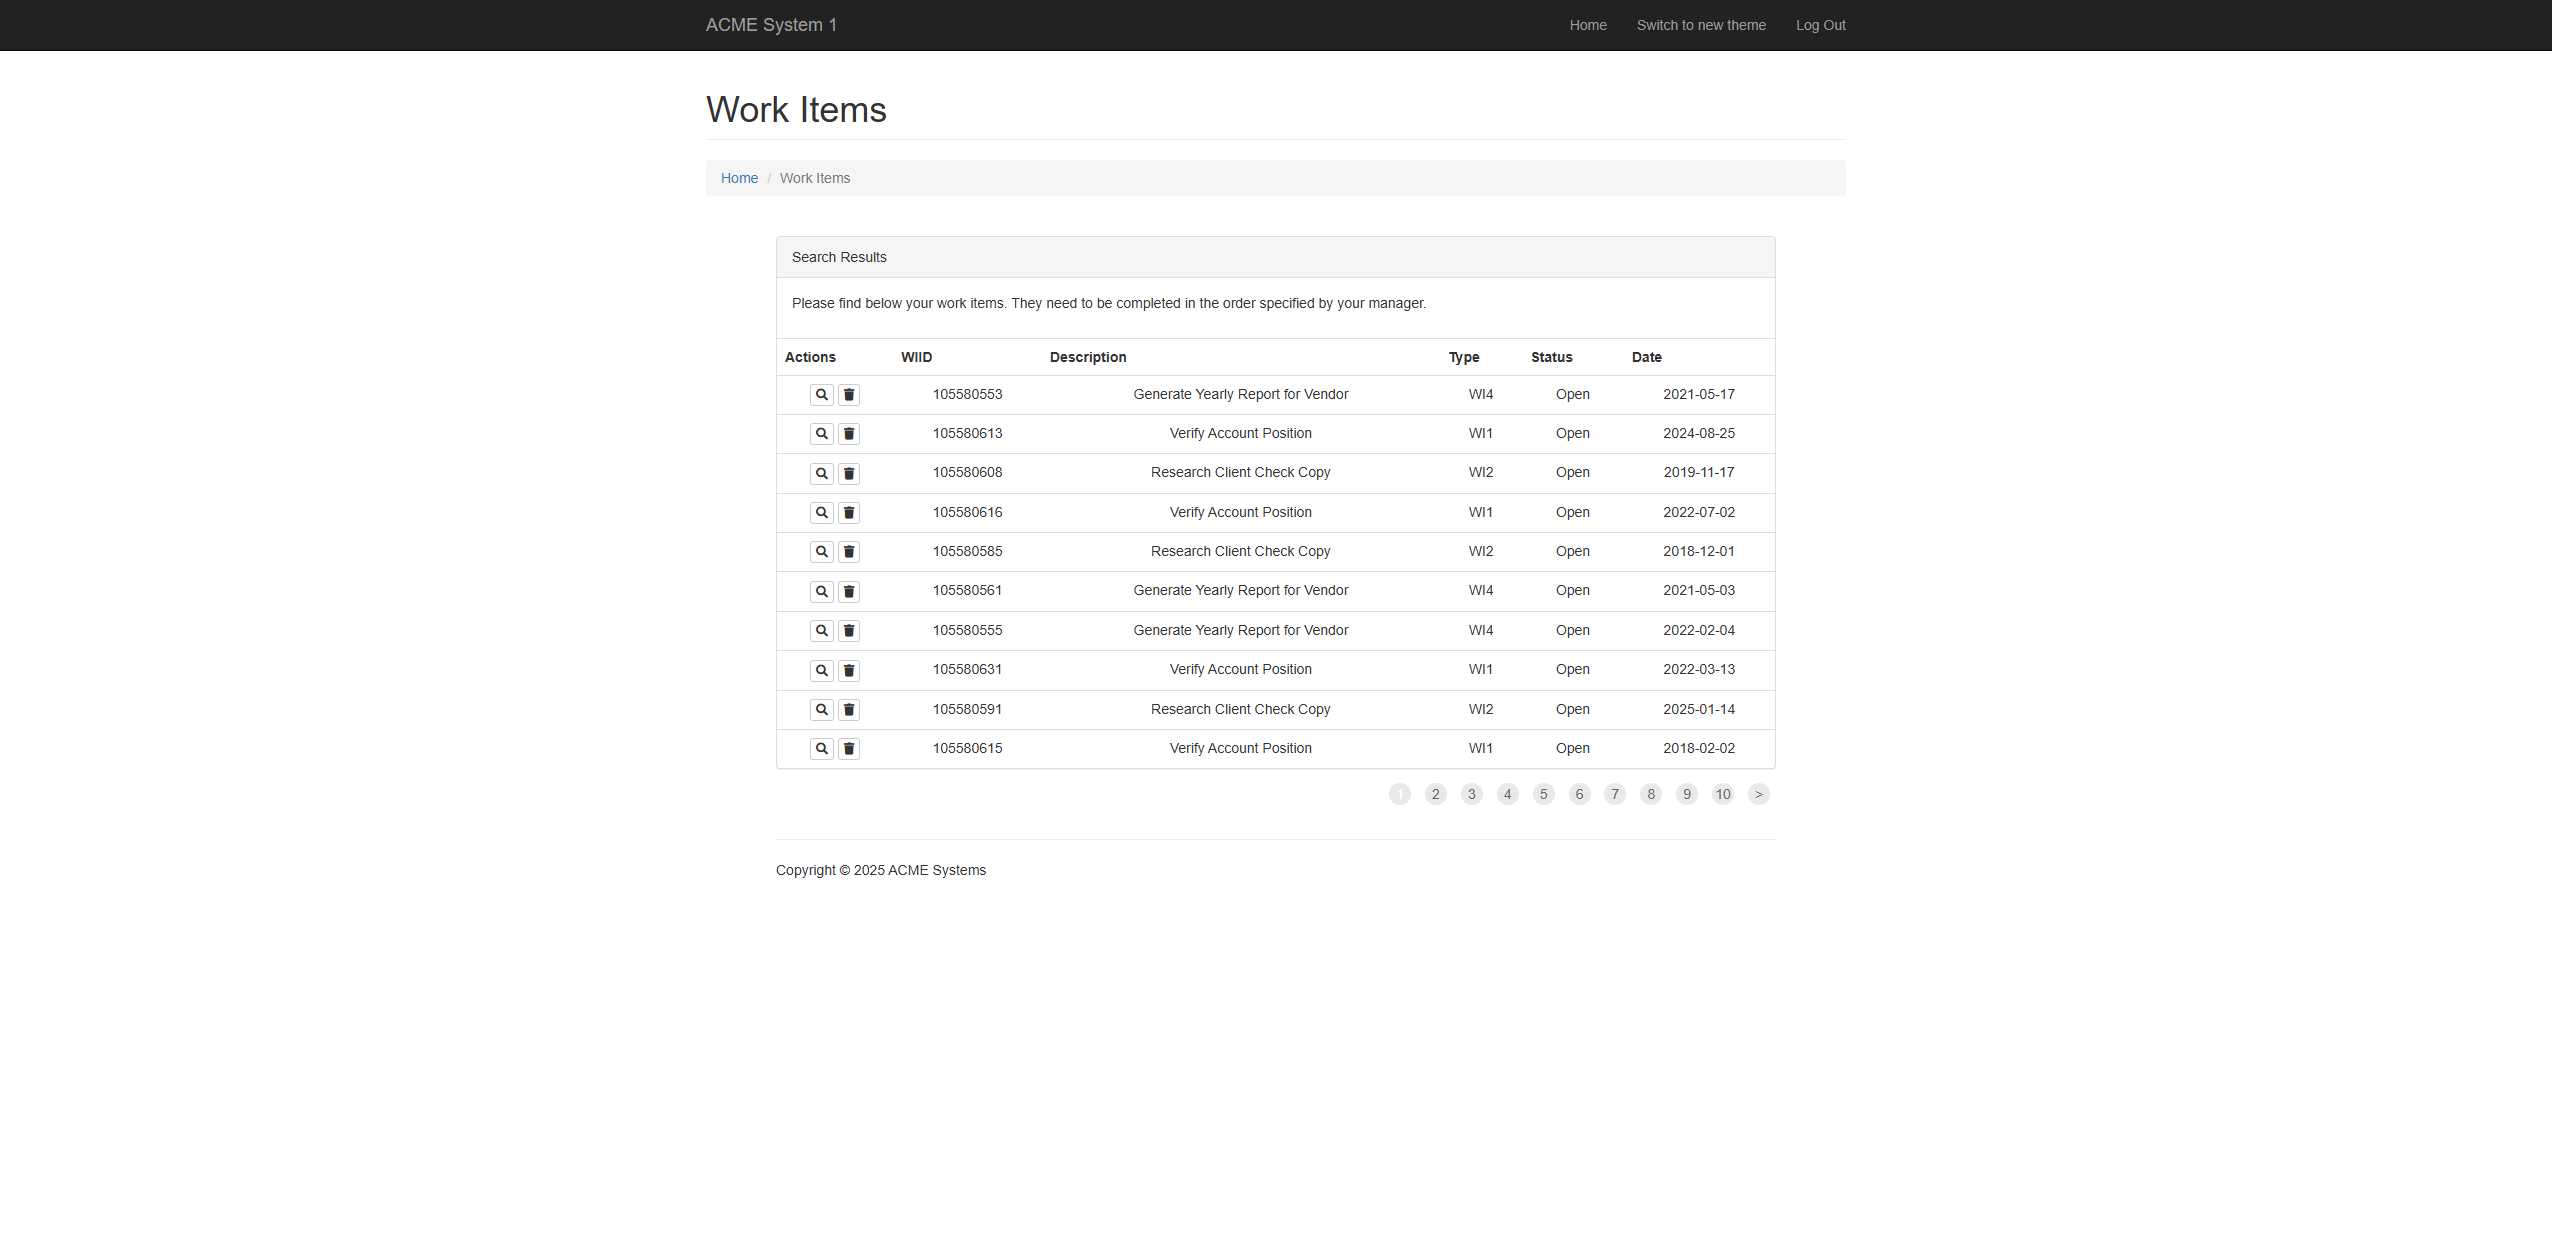 ACME System 1 Home Switch to new theme Log Out
Work Items
Home / Work Items
Search Results
Please find below your work items. They need to be completed in the order specified by your manager.
Actions WIID Description Type Status Date
105580553 Generate Yearly Report for Vendor WI4 Open 2021-05-17
105580613 Verify Account Position WI1 Open 2024-08-25
105580608 Research Client Check Copy WI2 Open 2019-11-17
105580616 Verify Account Position WI1 Open 2022-07-02
105580585 Research Client Check Copy WI2 Open 2018-12-01
105580561 Generate Yearly Report for Vendor WI4 Open 2021-05-03
105580555 Generate Yearly Report for Vendor WI4 Open 2022-02-04
105580631 Verify Account Position WI1 Open 2022-03-13
105580591 Research Client Check Copy WI2 Open 2025-01-14
105580615 Verify Account Position WI1 Open 2018-02-02
1 2 3 4 5 6 7 8 9 10 >
Copyright © 2025 ACME Systems